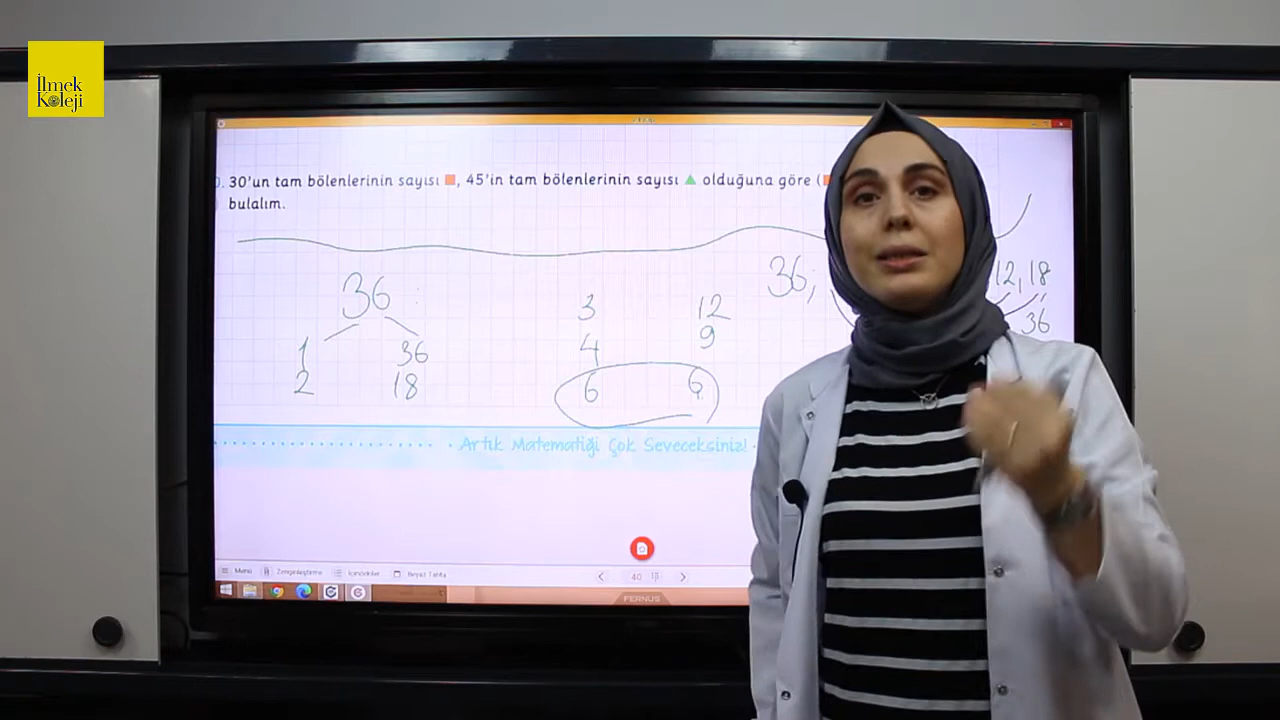 İlmek
Koleji
30'un tam bölenlerinin sayısı ■, 45'in tam bölenlerinin sayısı ▲ olduğuna göre (■
bulalım.
36 :
1 36
2 18
3 12
4 9
6 6
36;
12, 18
36
Artık Matematiği Çok Seveceksiniz!
Menü Zenginleştirme İçindekiler Beyaz Tahta
40
FERNUS